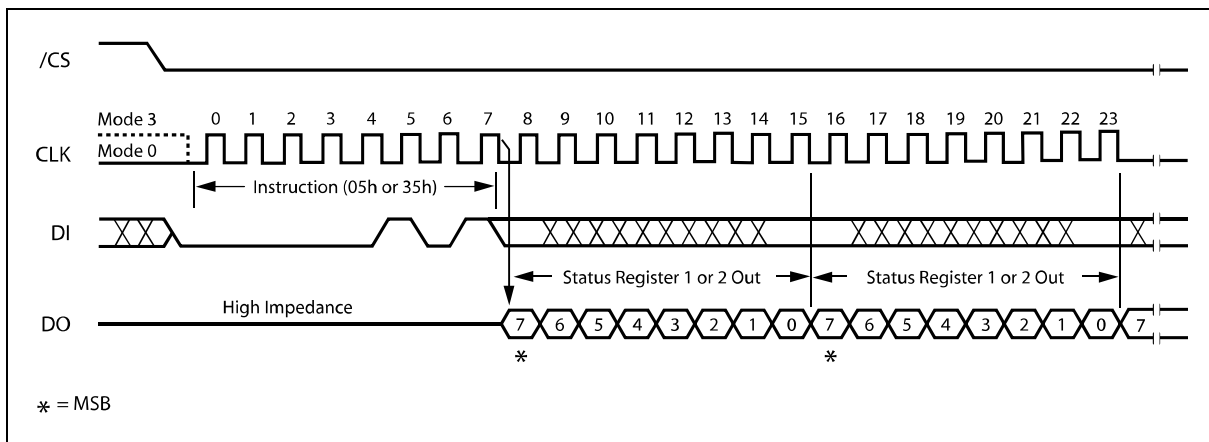 /CS
Mode 3
0 1 2 3 4 5 6 7 8 9 10 11 12 13 14 15 16 17 18 19 20 21 22 23
CLK
Mode 0
Instruction (05h or 35h)
DI
Status Register 1 or 2 Out Status Register 1 or 2 Out
High Impedance
DO
7 6 5 4 3 2 1 0 7 6 5 4 3 2 1 0 7
* *
* = MSB